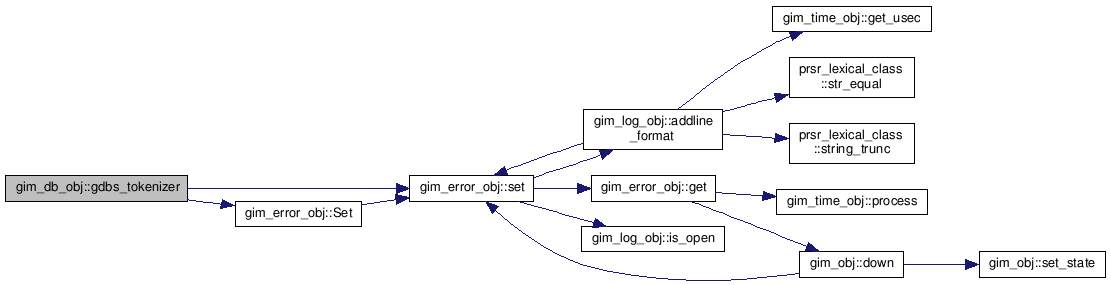 gim_time_obj::get_usec
prsr_lexical_class
::str_equal
gim_log_obj::addline
_format
prsr_lexical_class
::string_trunc
gim_db_obj::gdbs_tokenizer
gim_error_obj::set
gim_error_obj::get
gim_time_obj::process
gim_error_obj::Set
gim_log_obj::is_open
gim_obj::down
gim_obj::set_state